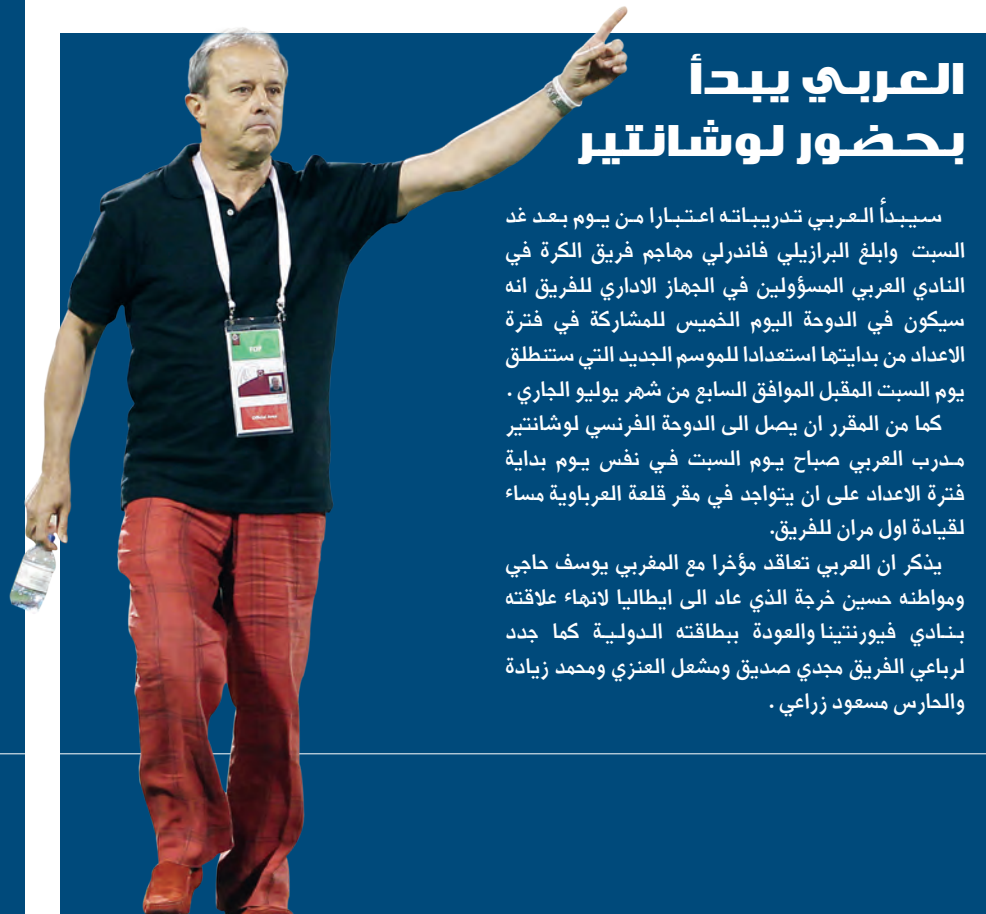 العربي يبدأ
بحضور لوشانتير
سيبدأ العربي تدريباته اعتبارا من يوم بعد غد
السبت وابلغ البرازيلي فاندرلي مهاجم فريق الكرة في
النادي العربي المسؤولين في الجهاز الاداري للفريق انه
سيكون في الدوحة اليوم الخميس للمشاركة في فترة
الاعداد من بدايتها استعدادا للموسم الجديد التي ستنطلق
يوم السبت المقبل الموافق السابع من شهر يوليو الجاري .
كما من المقرر ان يصل الى الدوحة الفرنسي لوشانتير
مدرب العربي صباح يوم السبت في نفس يوم بداية
فترة الاعداد على ان يتواجد في مقر قلعة العرباوية مساء
لقيادة اول مران للفريق.
يذكر ان العربي تعاقد مؤخرا مع المغربي يوسف حاجي
ومواطنه حسين خرجة الذي عاد الى ايطاليا لانهاء علاقته
بنادي فيورنتينا والعودة ببطاقته الدولية كما جدد
لرباعي الفريق مجدي صديق ومشعل العنزي ومحمد زيادة
والحارس مسعود زراعي .